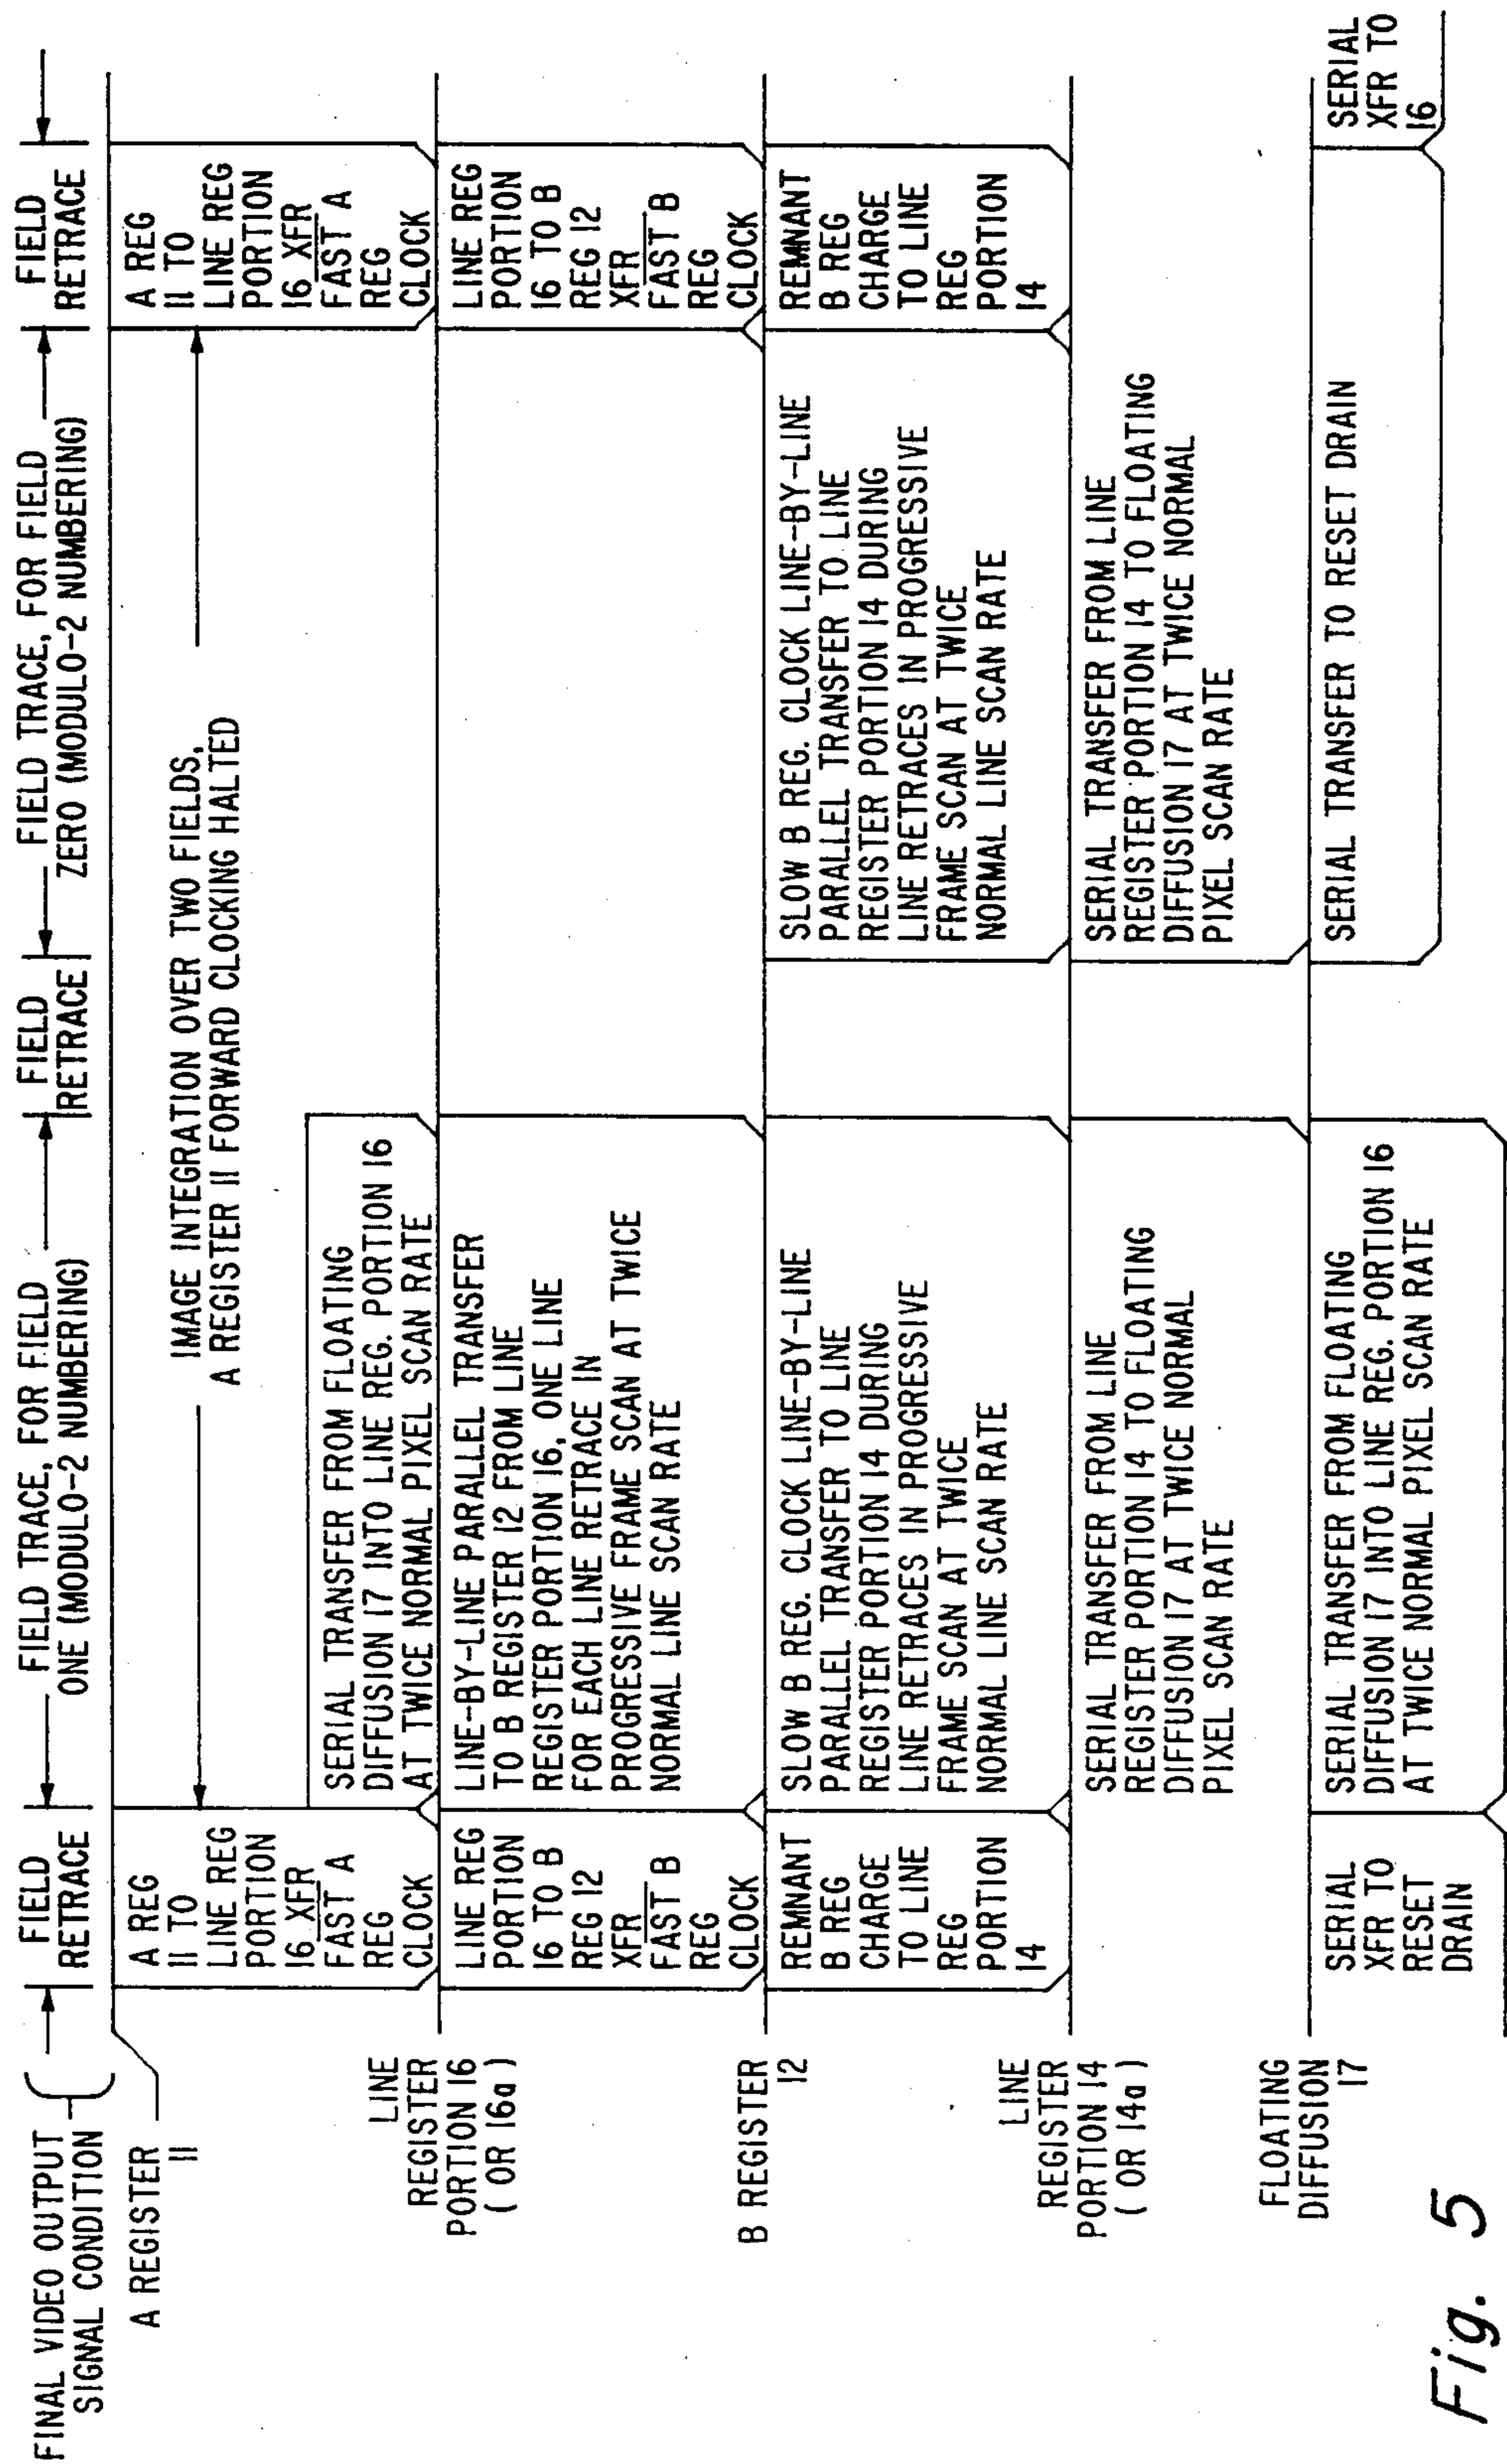 FINAL VIDEO OUTPUT
SIGNAL CONDITION
FIELD
RETRACE
FIELD TRACE, FOR FIELD
ONE (MODULO-2 NUMBERING)
FIELD
RETRACE
FIELD TRACE, FOR FIELD
ZERO (MODULO-2 NUMBERING)
FIELD
RETRACE
A REGISTER
11
A REG
11 TO
LINE REG
PORTION
16 XFR
FAST A
REG
CLOCK
IMAGE INTEGRATION OVER TWO FIELDS,
A REGISTER 11 FORWARD CLOCKING HALTED
SERIAL TRANSFER FROM FLOATING
DIFFUSION 17 INTO LINE REG. PORTION 16
AT TWICE NORMAL PIXEL SCAN RATE
A REG
11 TO
LINE REG
PORTION
16 XFR
FAST A
REG
CLOCK
LINE
REGISTER
PORTION 16
( OR 16a )
LINE REG
PORTION
16 TO B
REG 12
XFR
FAST B
REG
CLOCK
LINE-BY-LINE PARALLEL TRANSFER
TO B REGISTER 12 FROM LINE
REGISTER PORTION 16, ONE LINE
FOR EACH LINE RETRACE IN
PROGRESSIVE FRAME SCAN AT TWICE
NORMAL LINE SCAN RATE
LINE REG
PORTION
16 TO B
REG 12
XFR
FAST B
REG
CLOCK
B REGISTER
12
REMNANT
B REG
CHARGE
TO LINE
REG
PORTION
14
SLOW B REG. CLOCK LINE-BY-LINE
PARALLEL TRANSFER TO LINE
REGISTER PORTION 14 DURING
LINE RETRACES IN PROGRESSIVE
FRAME SCAN AT TWICE
NORMAL LINE SCAN RATE
SLOW B REG. CLOCK LINE-BY-LINE
PARALLEL TRANSFER TO LINE
REGISTER PORTION 14 DURING
LINE RETRACES IN PROGRESSIVE
FRAME SCAN AT TWICE
NORMAL LINE SCAN RATE
REMNANT
B REG
CHARGE
TO LINE
REG
PORTION
14
LINE
REGISTER
PORTION 14
( OR 14a )
SERIAL TRANSFER FROM LINE
REGISTER PORTION 14 TO FLOATING
DIFFUSION 17 AT TWICE NORMAL
PIXEL SCAN RATE
SERIAL TRANSFER FROM LINE
REGISTER PORTION 14 TO FLOATING
DIFFUSION 17 AT TWICE NORMAL
PIXEL SCAN RATE
FLOATING
DIFFUSION
17
SERIAL
XFR TO
RESET
DRAIN
SERIAL TRANSFER FROM FLOATING
DIFFUSION 17 INTO LINE REG. PORTION 16
AT TWICE NORMAL PIXEL SCAN RATE
SERIAL TRANSFER TO RESET DRAIN
SERIAL
XFR TO
16
Fig. 5